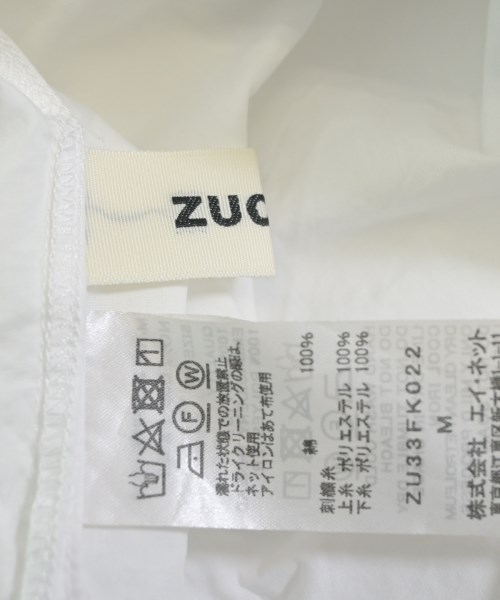 ZUC
濡れた状態での放置禁止
ドライクリーニングの際は、
ネット使用
アイロンはあて布使用
綿 100%
刺繍糸
上糸 ポリエステル 100%
下糸 ポリエステル 100%
ZU33FK022
M
株式会社 エイ・ネット